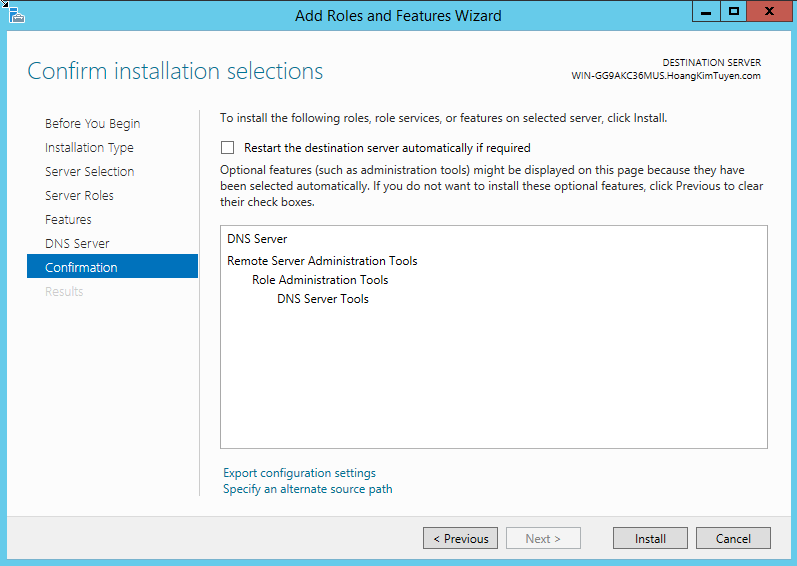 Add Roles and Features Wizard
Confirm installation selections
DESTINATION SERVER
WIN-GG9AKC36MUS.HoangKimTuyen.com
Before You Begin
Installation Type
Server Selection
Server Roles
Features
DNS Server
Confirmation
Results
To install the following roles, role services, or features on selected server, click Install.
Restart the destination server automatically if required
Optional features (such as administration tools) might be displayed on this page because they have
been selected automatically. If you do not want to install these optional features, click Previous to clear
their check boxes.
DNS Server
Remote Server Administration Tools
Role Administration Tools
DNS Server Tools
Export configuration settings
Specify an alternate source path
< Previous
Next >
Install
Cancel